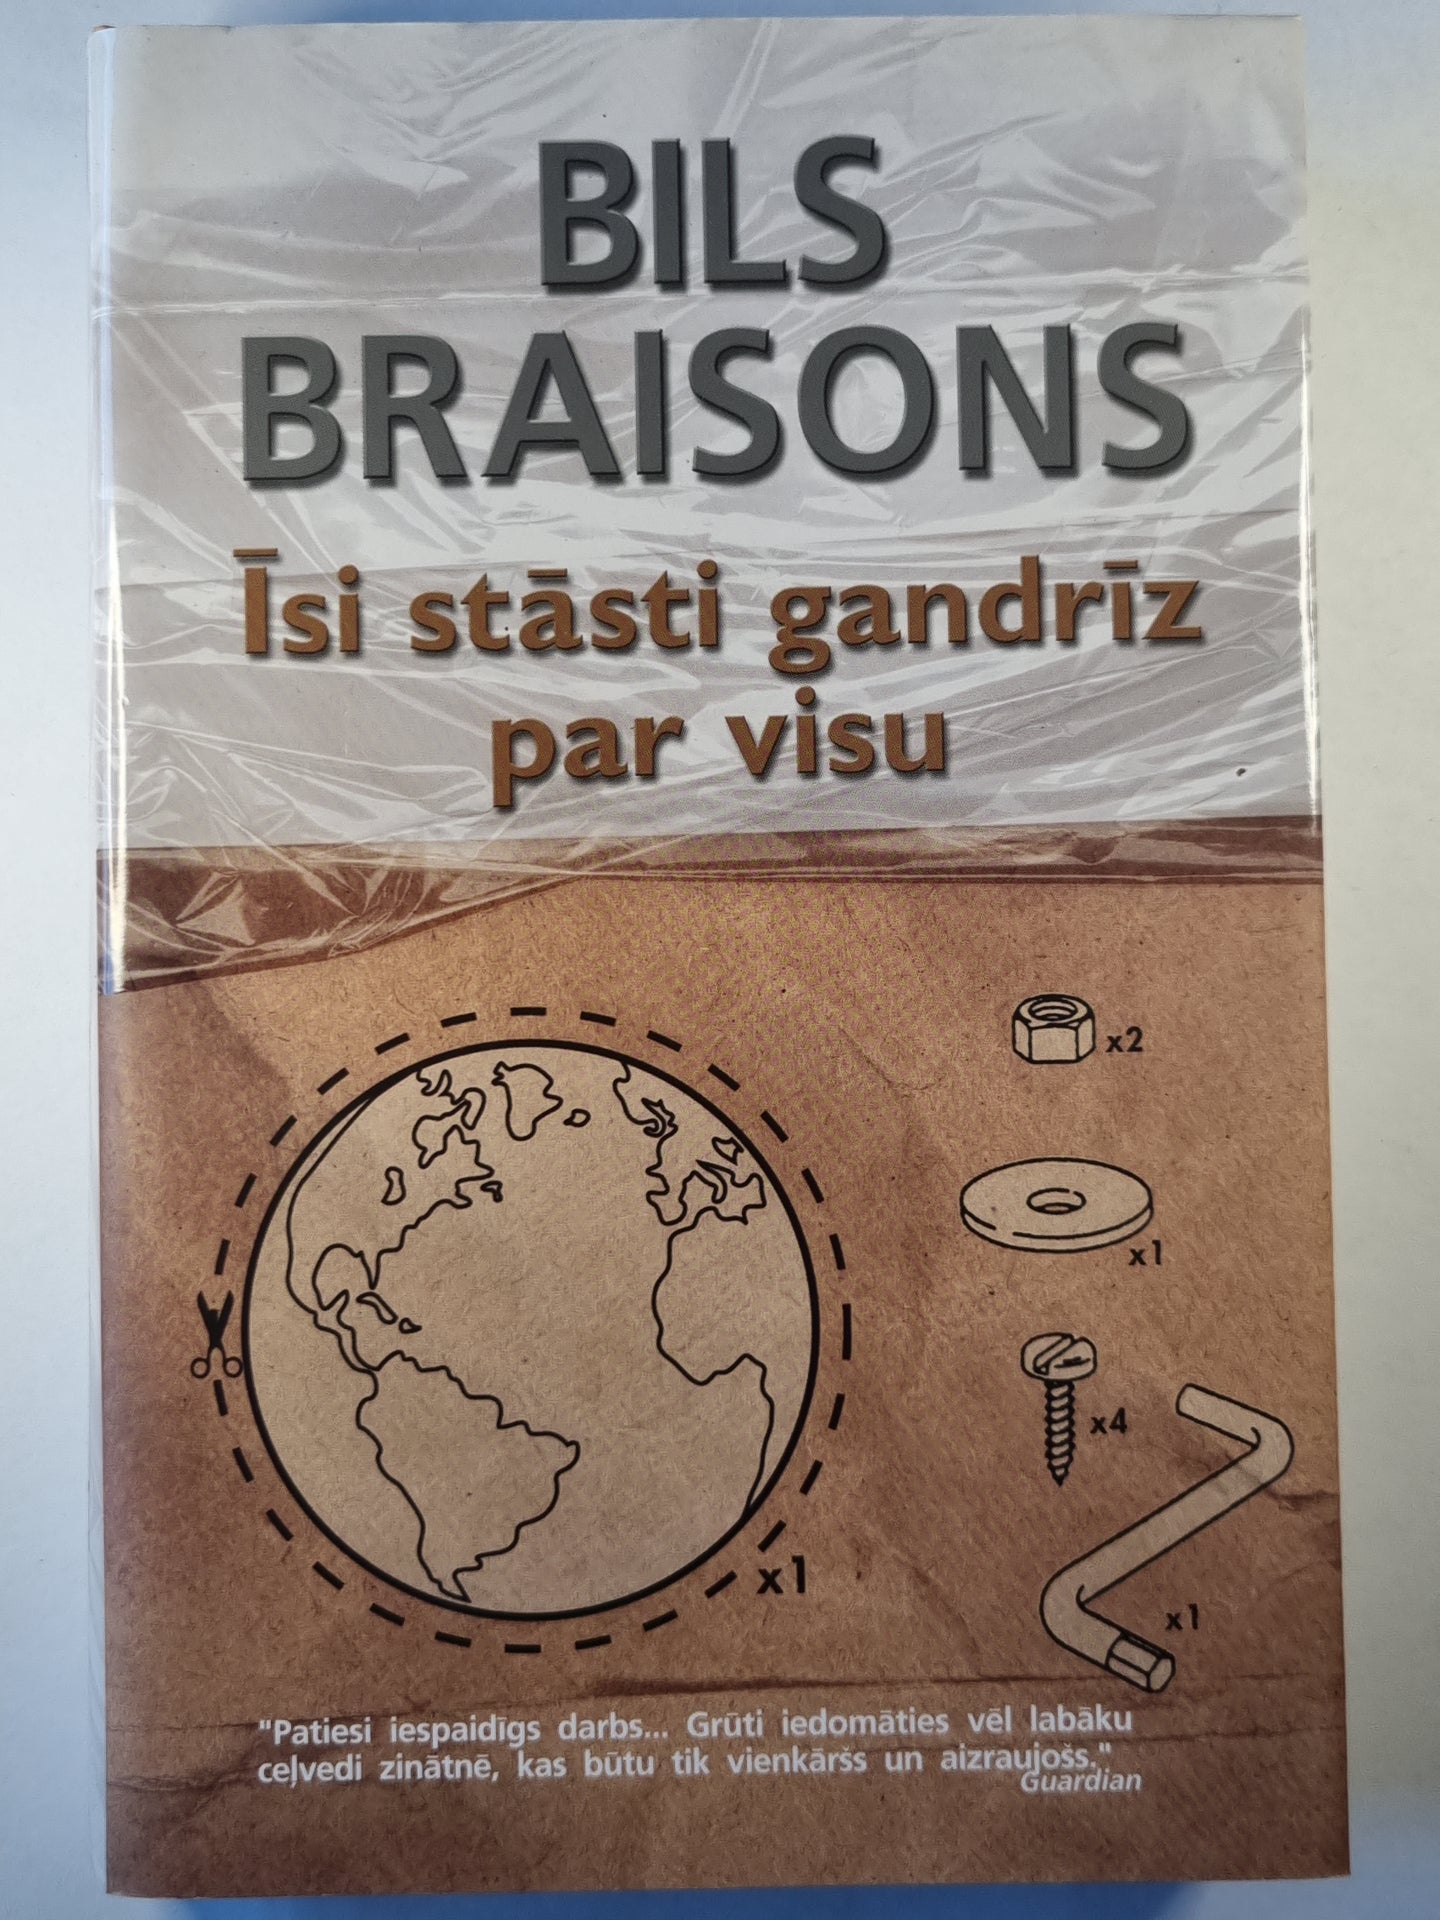 BILS
BRAISONS
Īsi stāsti gandrīz
par visu
x2
x1
x4
x1
x1
"Patiesi iespaidīgs darbs... Grūti iedomāties vēl labāku
ceļvedi zinātnē, kas būtu tik vienkāršs un aizraujošs."
Guardian